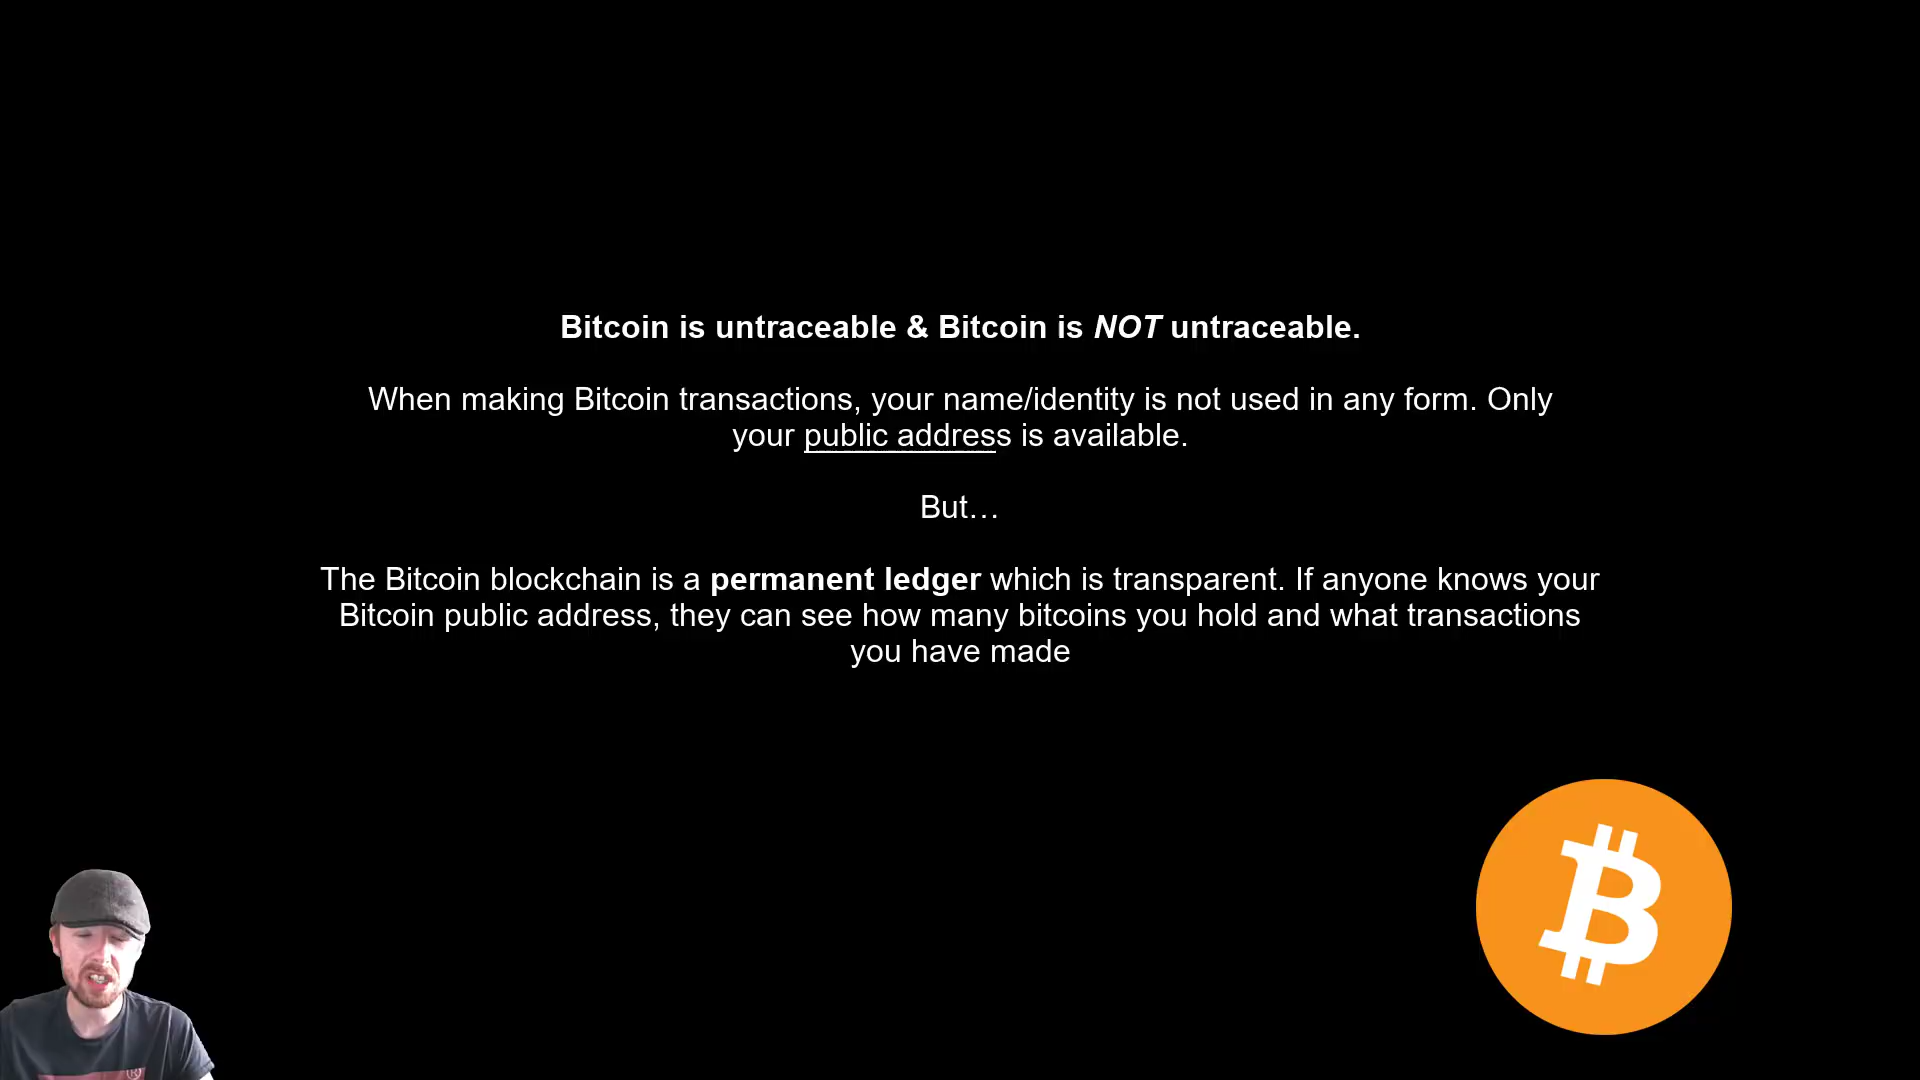 Bitcoin is untraceable & Bitcoin is NOT untraceable.
When making Bitcoin transactions, your name/identity is not used in any form. Only
your public address is available.
But…
The Bitcoin blockchain is a permanent ledger which is transparent. If anyone knows your
Bitcoin public address, they can see how many bitcoins you hold and what transactions
you have made